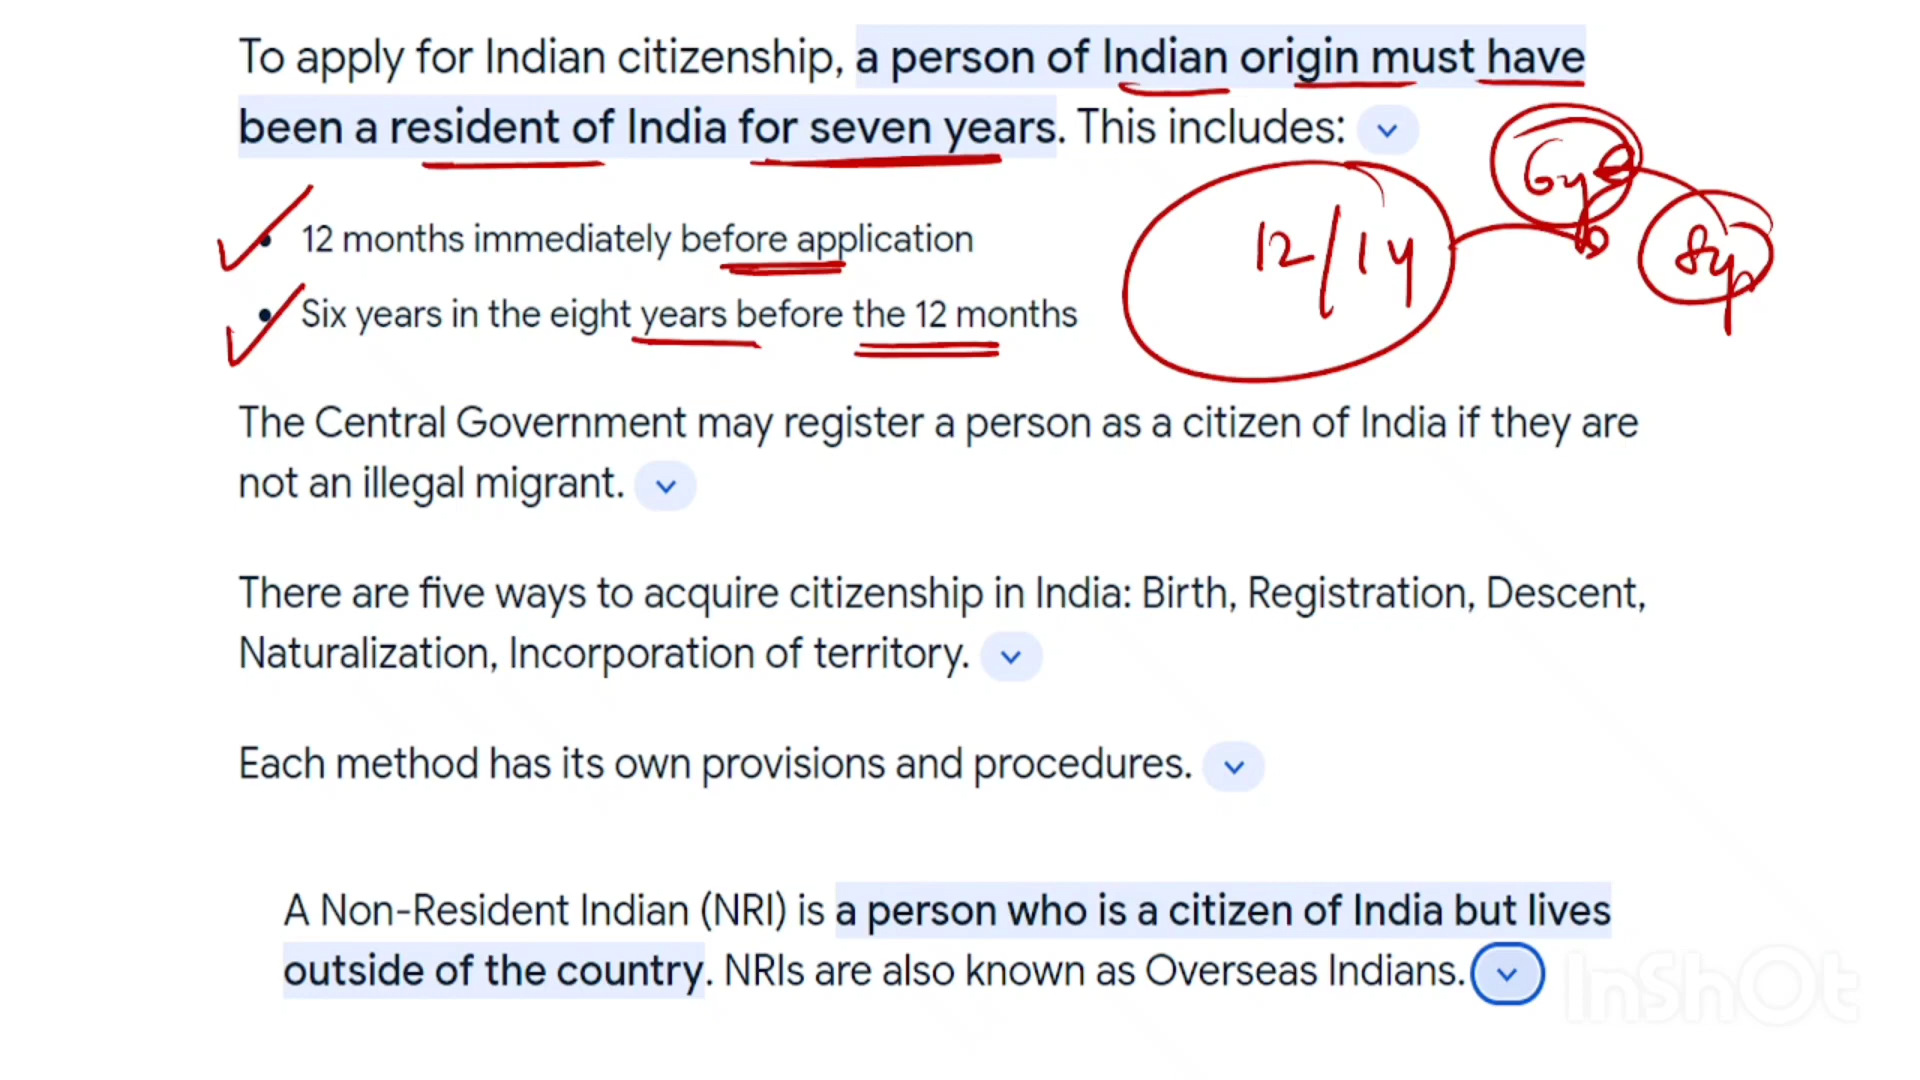 To apply for Indian citizenship, a person of Indian origin must have
been a resident of India for seven years. This includes:
12 months immediately before application
Six years in the eight years before the 12 months
12/1y
6y
8y
The Central Government may register a person as a citizen of India if they are
not an illegal migrant.
There are five ways to acquire citizenship in India: Birth, Registration, Descent,
Naturalization, Incorporation of territory.
Each method has its own provisions and procedures.
A Non-Resident Indian (NRI) is a person who is a citizen of India but lives
outside of the country. NRIs are also known as Overseas Indians.
InShOt